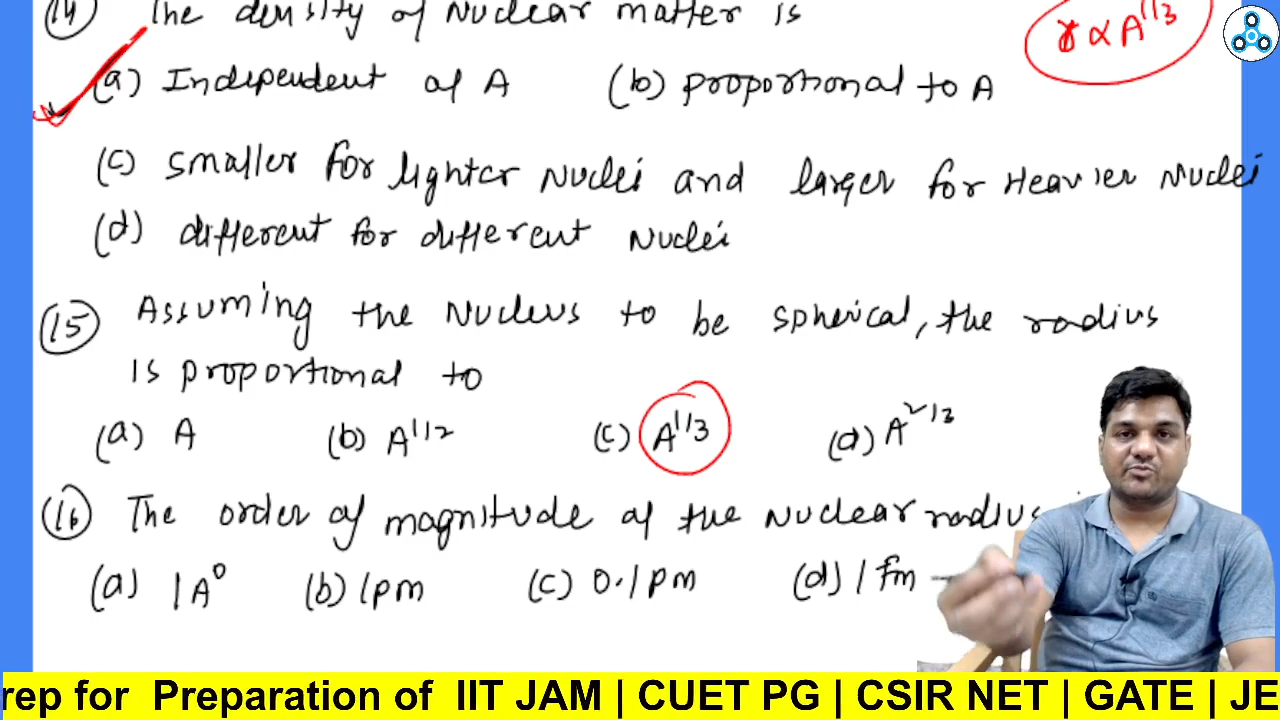 (14) The density of Nuclear matter is
r ∝ A^1/3
(a) Independent of A (b) proportional to A
(c) smaller for lighter Nuclei and larger for Heavier Nuclei
(d) different for different Nuclei
(15) Assuming the Nucleus to be spherical, the radius
is proportional to
(a) A (b) A^1/2 (c) A^1/3 (d) A^2/3
(16) The order of magnitude of the Nuclear radius
(a) 1A° (b) 1pm (c) 0.1pm (d) 1 fm
rep for Preparation of IIT JAM | CUET PG | CSIR NET | GATE | JE